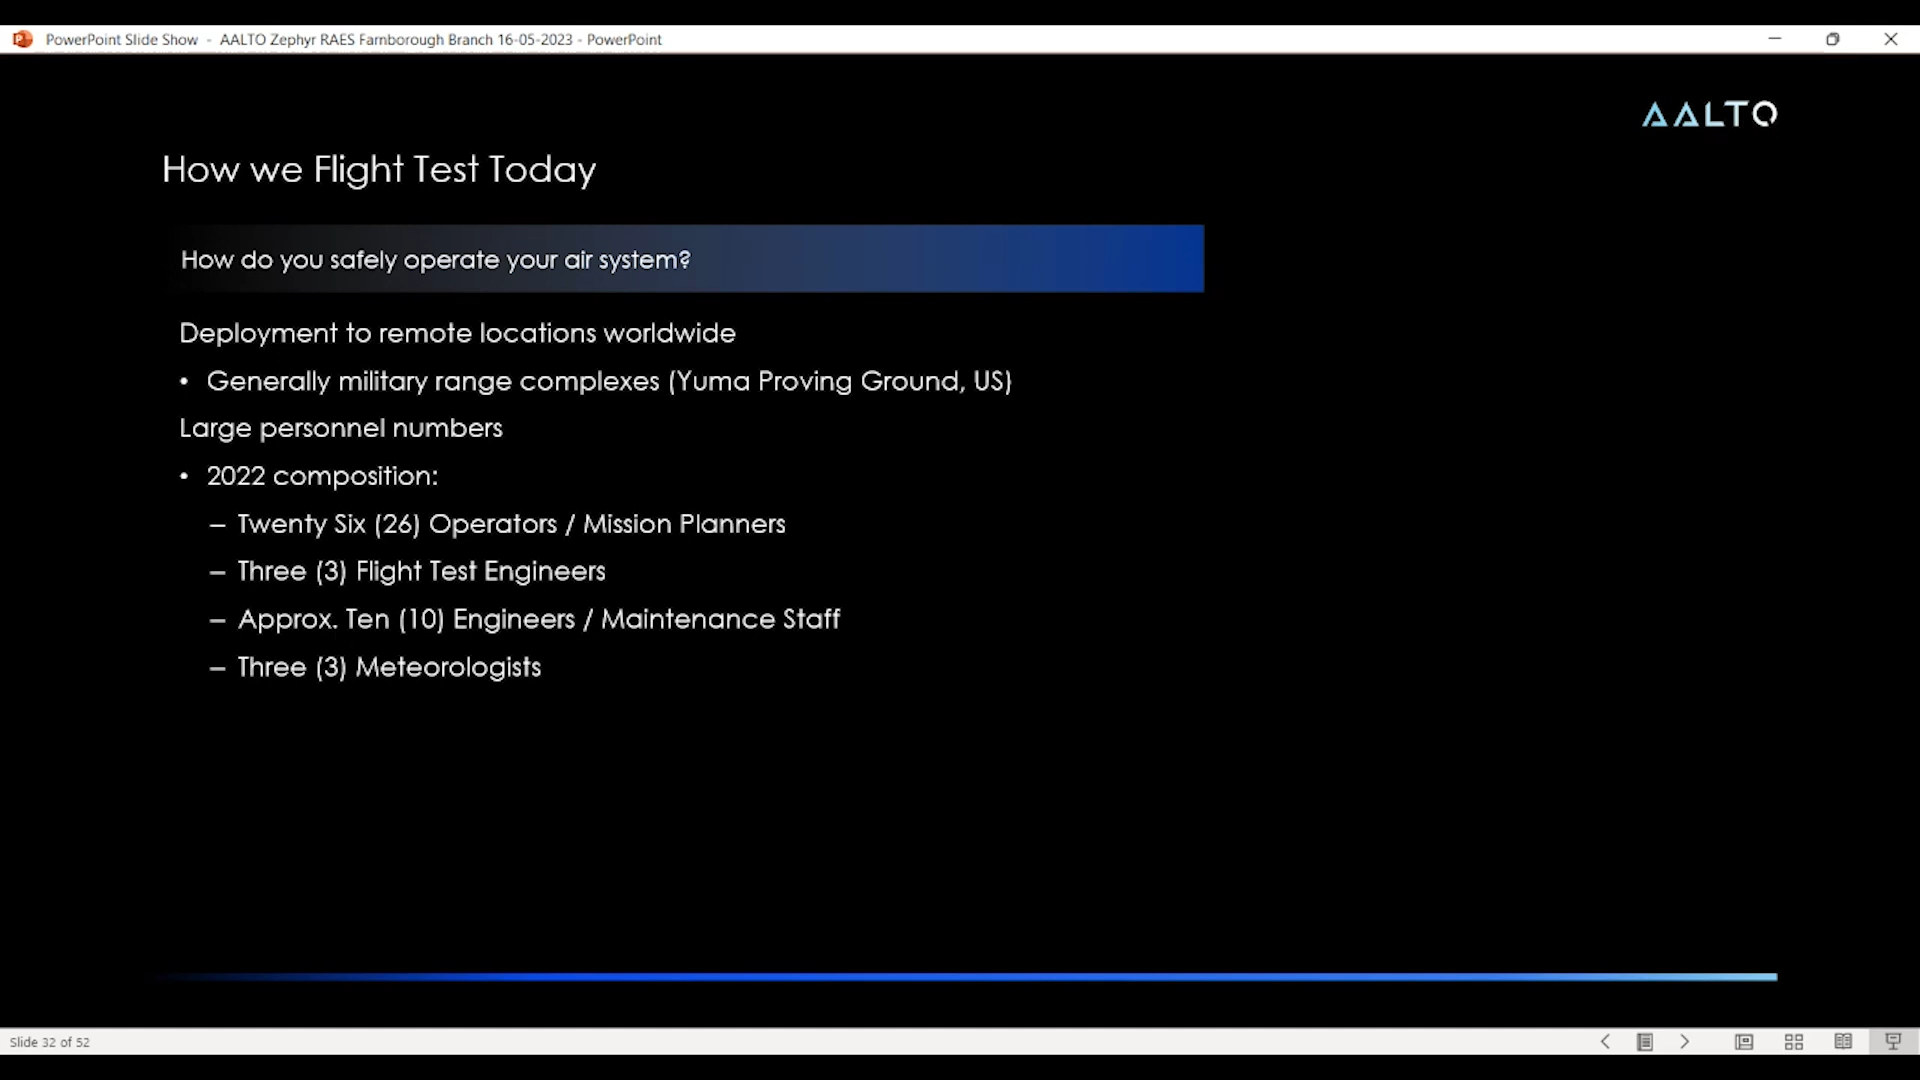 PowerPoint Slide Show - AALTO Zephyr RAES Farnborough Branch 16-05-2023 - PowerPoint
AALTO
How we Flight Test Today
How do you safely operate your air system?
Deployment to remote locations worldwide
• Generally military range complexes (Yuma Proving Ground, US)
Large personnel numbers
• 2022 composition:
– Twenty Six (26) Operators / Mission Planners
– Three (3) Flight Test Engineers
– Approx. Ten (10) Engineers / Maintenance Staff
– Three (3) Meteorologists
Slide 32 of 52